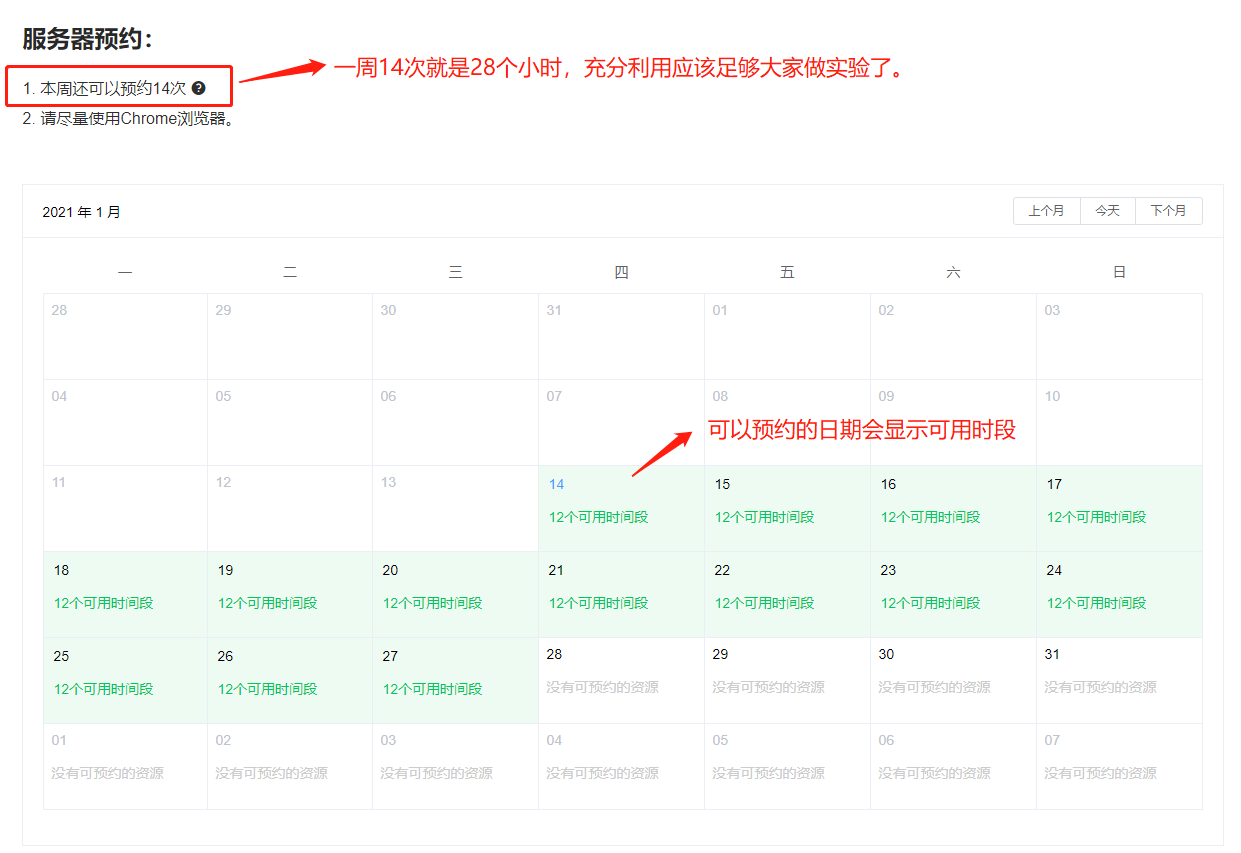 服务器预约：
1. 本周还可以预约14次 ?
一周14次就是28个小时，充分利用应该足够大家做实验了。
2. 请尽量使用Chrome浏览器。
2021 年 1 月
上个月 今天 下个月
一 二 三 四 五 六 日
28 29 30 31 01 02 03
04 05 06 07 08 09 10
可以预约的日期会显示可用时段
11 12 13 14 15 16 17
12个可用时间段 12个可用时间段 12个可用时间段 12个可用时间段
18 19 20 21 22 23 24
12个可用时间段 12个可用时间段 12个可用时间段 12个可用时间段 12个可用时间段 12个可用时间段 12个可用时间段
25 26 27 28 29 30 31
12个可用时间段 12个可用时间段 12个可用时间段 没有可预约的资源 没有可预约的资源 没有可预约的资源 没有可预约的资源
01 02 03 04 05 06 07
没有可预约的资源 没有可预约的资源 没有可预约的资源 没有可预约的资源 没有可预约的资源 没有可预约的资源 没有可预约的资源